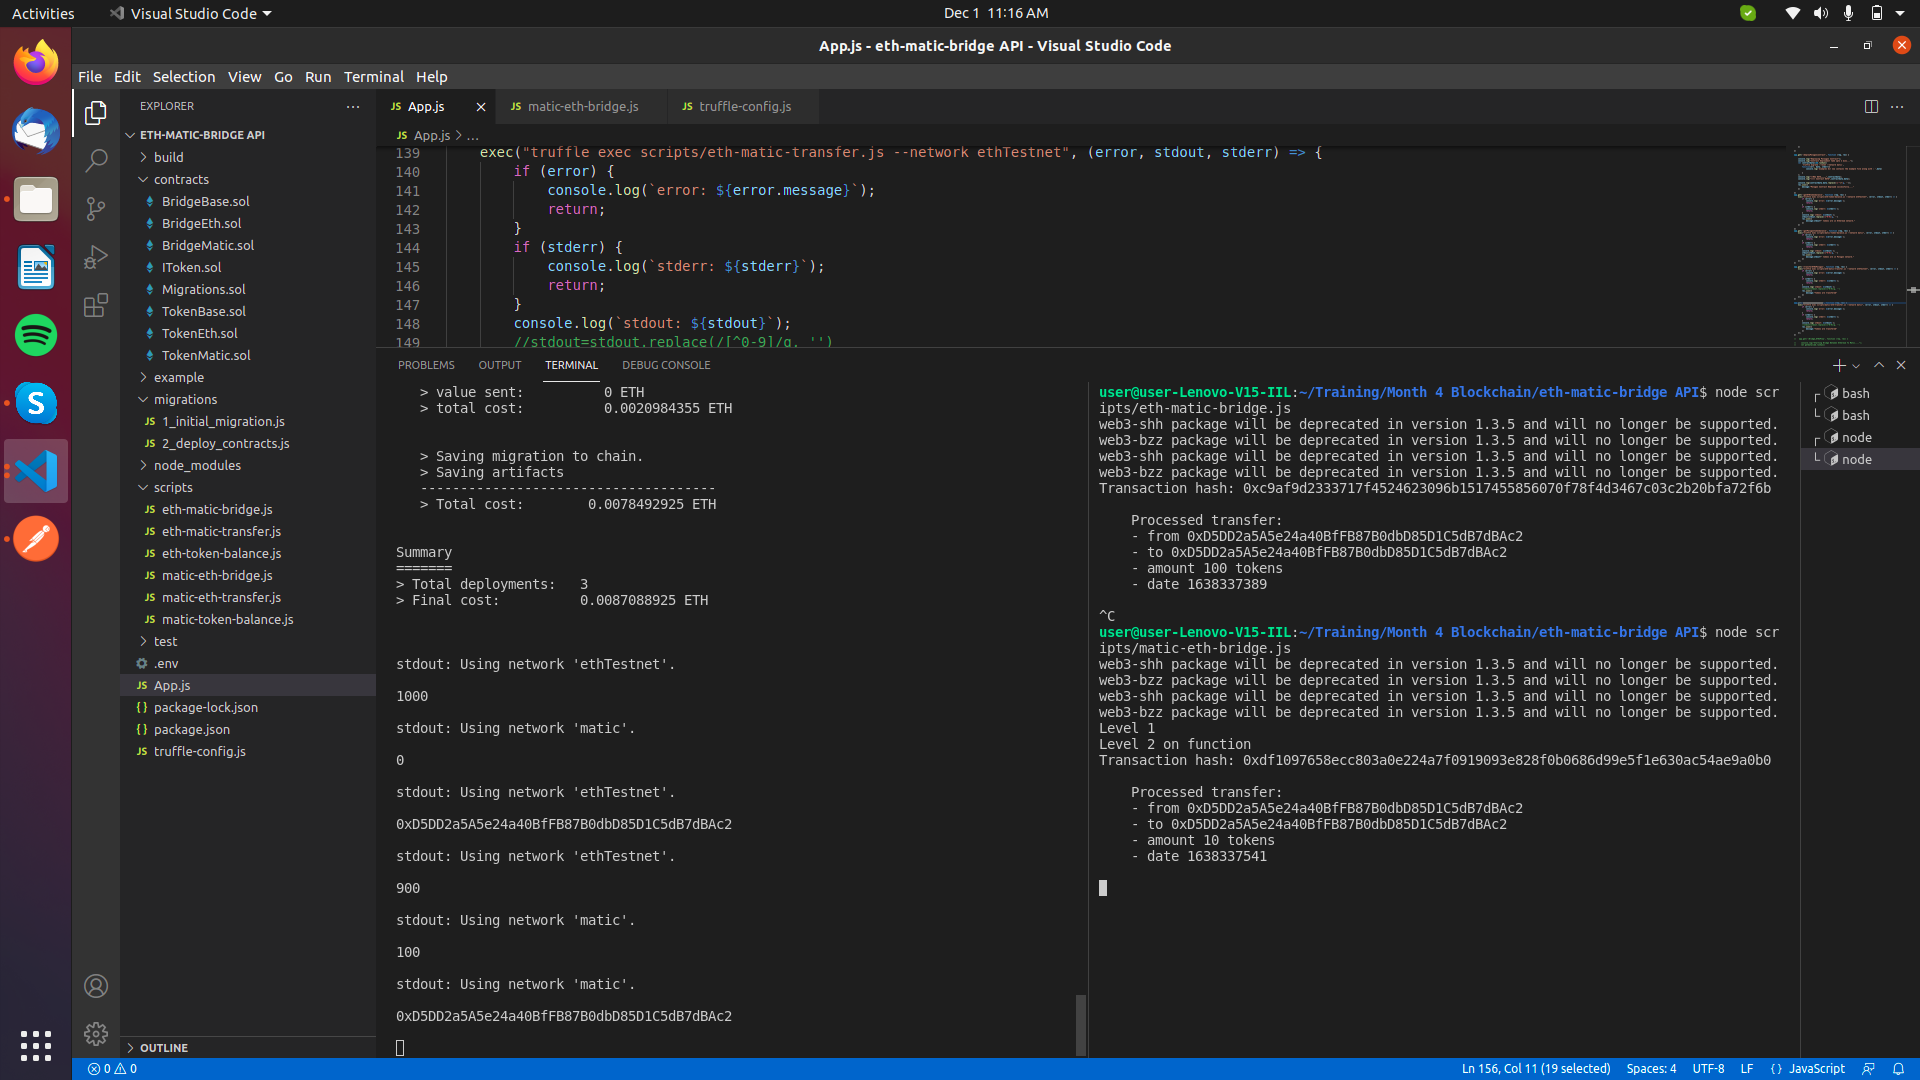 Activities
Visual Studio Code
Dec 1 11:16 AM
App.js - eth-matic-bridge API - Visual Studio Code
File Edit Selection View Go Run Terminal Help
EXPLORER
ETH-MATIC-BRIDGE API
build
contracts
BridgeBase.sol
BridgeEth.sol
BridgeMatic.sol
IToken.sol
Migrations.sol
TokenBase.sol
TokenEth.sol
TokenMatic.sol
example
migrations
JS 1_initial_migration.js
JS 2_deploy_contracts.js
node_modules
scripts
JS eth-matic-bridge.js
JS eth-matic-transfer.js
JS eth-token-balance.js
JS matic-eth-bridge.js
JS matic-eth-transfer.js
JS matic-token-balance.js
test
.env
JS App.js
{} package-lock.json
{} package.json
JS truffle-config.js
OUTLINE
JS App.js
JS matic-eth-bridge.js
JS truffle-config.js
JS App.js > ...
139 exec("truffle exec scripts/eth-matic-transfer.js --network ethTestnet", (error, stdout, stderr) => {
140 if (error) {
141 console.log(`error: ${error.message}`);
142 return;
143 }
144 if (stderr) {
145 console.log(`stderr: ${stderr}`);
146 return;
147 }
148 console.log(`stdout: ${stdout}`);
149 //stdout=stdout.replace(/[^0-9]/g, '')
PROBLEMS OUTPUT TERMINAL DEBUG CONSOLE
> value sent: 0 ETH
> total cost: 0.0020984355 ETH
> Saving migration to chain.
> Saving artifacts
-------------------------------------
> Total cost: 0.0078492925 ETH
Summary
=======
> Total deployments: 3
> Final cost: 0.0087088925 ETH
stdout: Using network 'ethTestnet'.
1000
stdout: Using network 'matic'.
0
stdout: Using network 'ethTestnet'.
0xD5DD2a5A5e24a40BfFB87B0dbD85D1C5dB7dBAc2
stdout: Using network 'ethTestnet'.
900
stdout: Using network 'matic'.
100
stdout: Using network 'matic'.
0xD5DD2a5A5e24a40BfFB87B0dbD85D1C5dB7dBAc2
user@user-Lenovo-V15-IIL:~/Training/Month 4 Blockchain/eth-matic-bridge API$ node scr
ipts/eth-matic-bridge.js
web3-shh package will be deprecated in version 1.3.5 and will no longer be supported.
web3-bzz package will be deprecated in version 1.3.5 and will no longer be supported.
web3-shh package will be deprecated in version 1.3.5 and will no longer be supported.
web3-bzz package will be deprecated in version 1.3.5 and will no longer be supported.
Transaction hash: 0xc9af9d2333717f4524623096b1517455856070f78f4d3467c03c2b20bfa72f6b
Processed transfer:
- from 0xD5DD2a5A5e24a40BfFB87B0dbD85D1C5dB7dBAc2
- to 0xD5DD2a5A5e24a40BfFB87B0dbD85D1C5dB7dBAc2
- amount 100 tokens
- date 1638337389
^C
user@user-Lenovo-V15-IIL:~/Training/Month 4 Blockchain/eth-matic-bridge API$ node scr
ipts/matic-eth-bridge.js
web3-shh package will be deprecated in version 1.3.5 and will no longer be supported.
web3-bzz package will be deprecated in version 1.3.5 and will no longer be supported.
web3-shh package will be deprecated in version 1.3.5 and will no longer be supported.
web3-bzz package will be deprecated in version 1.3.5 and will no longer be supported.
Level 1
Level 2 on function
Transaction hash: 0xdf1097658ecc803a0e224a7f0919093e828f0b0686d99e5f1e630ac54ae9a0b0
Processed transfer:
- from 0xD5DD2a5A5e24a40BfFB87B0dbD85D1C5dB7dBAc2
- to 0xD5DD2a5A5e24a40BfFB87B0dbD85D1C5dB7dBAc2
- amount 10 tokens
- date 1638337541
bash
bash
node
node
0 0
Ln 156, Col 11 (19 selected) Spaces: 4 UTF-8 LF {} JavaScript